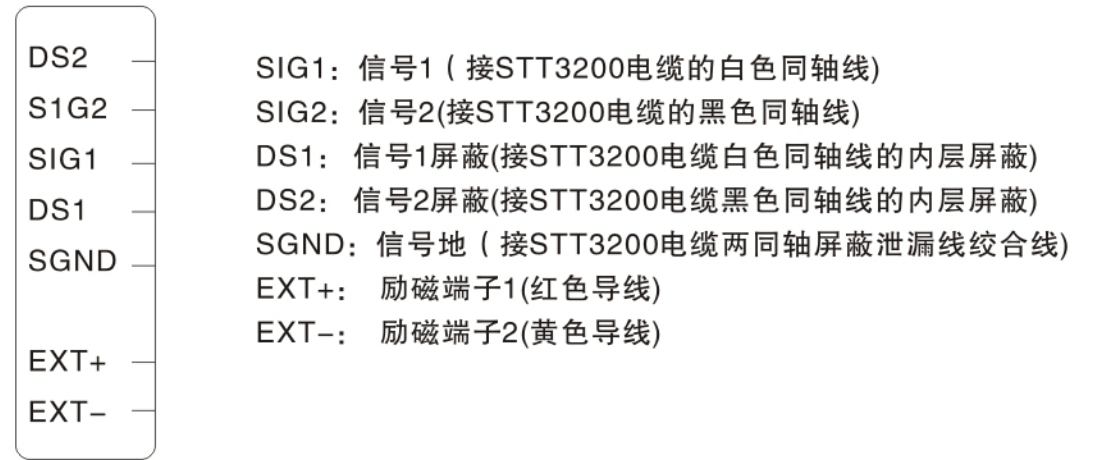 DS2
S1G2
SIG1
DS1
SGND
EXT+
EXT−
SIG1：信号1（接STT3200电缆的白色同轴线)
SIG2：信号2(接STT3200电缆的黑色同轴线)
DS1： 信号1屏蔽(接STT3200电缆白色同轴线的内层屏蔽)
DS2： 信号2屏蔽(接STT3200电缆黑色同轴线的内层屏蔽)
SGND：信号地（接STT3200电缆两同轴屏蔽泄漏线绞合线)
EXT+： 励磁端子1(红色导线)
EXT−： 励磁端子2(黄色导线)